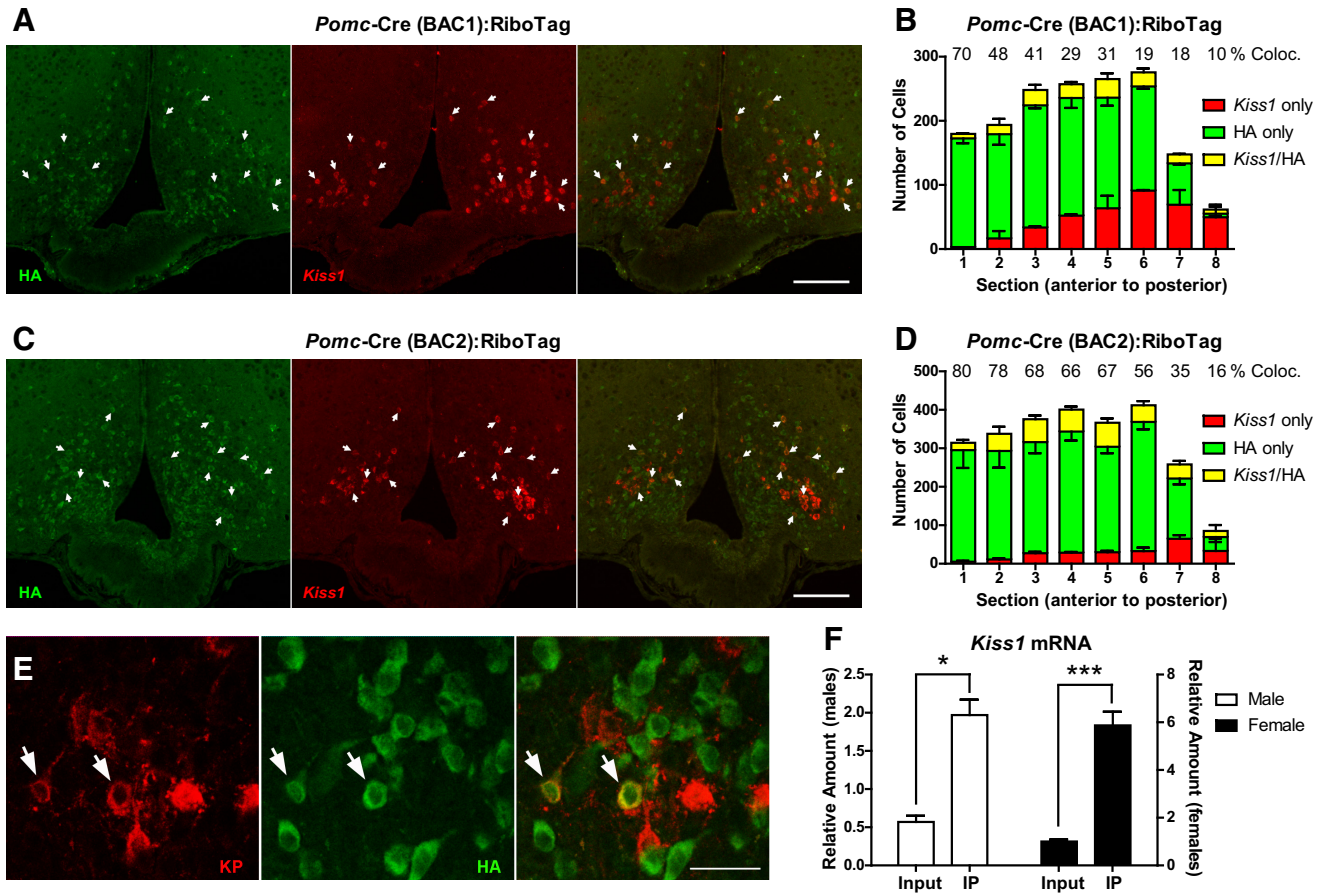 A
Pomc-Cre (BAC1):RiboTag
HA
Kiss1
B
Pomc-Cre (BAC1):RiboTag
70 48 41 29 31 19 18 10 % Coloc.
300
200
100
0
Number of Cells
Kiss1 only
HA only
Kiss1/HA
1 2 3 4 5 6 7 8
Section (anterior to posterior)
C
Pomc-Cre (BAC2):RiboTag
HA
Kiss1
D
Pomc-Cre (BAC2):RiboTag
80 78 68 66 67 56 35 16 % Coloc.
500
400
300
200
100
0
Number of Cells
Kiss1 only
HA only
Kiss1/HA
1 2 3 4 5 6 7 8
Section (anterior to posterior)
E
KP
HA
F
Kiss1 mRNA
Relative Amount (males)
2.5
2.0
1.5
1.0
0.5
0.0
*
***
8
6
4
2
0
Relative Amount (females)
Male
Female
Input IP Input IP